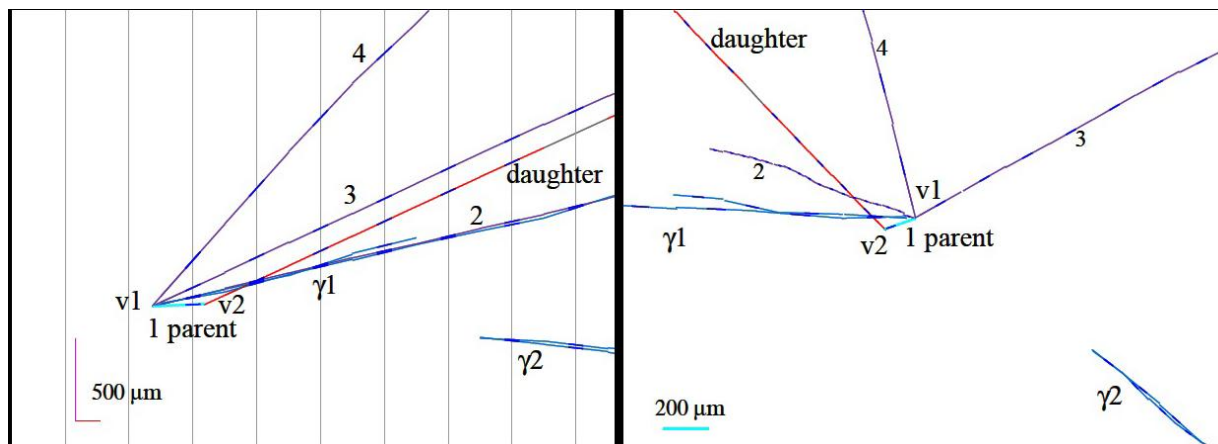 4
3
daughter
2
γ1
v1
v2
1 parent
γ2
500 μm
daughter
4
3
2
v1
γ1
v2
1 parent
γ2
200 μm